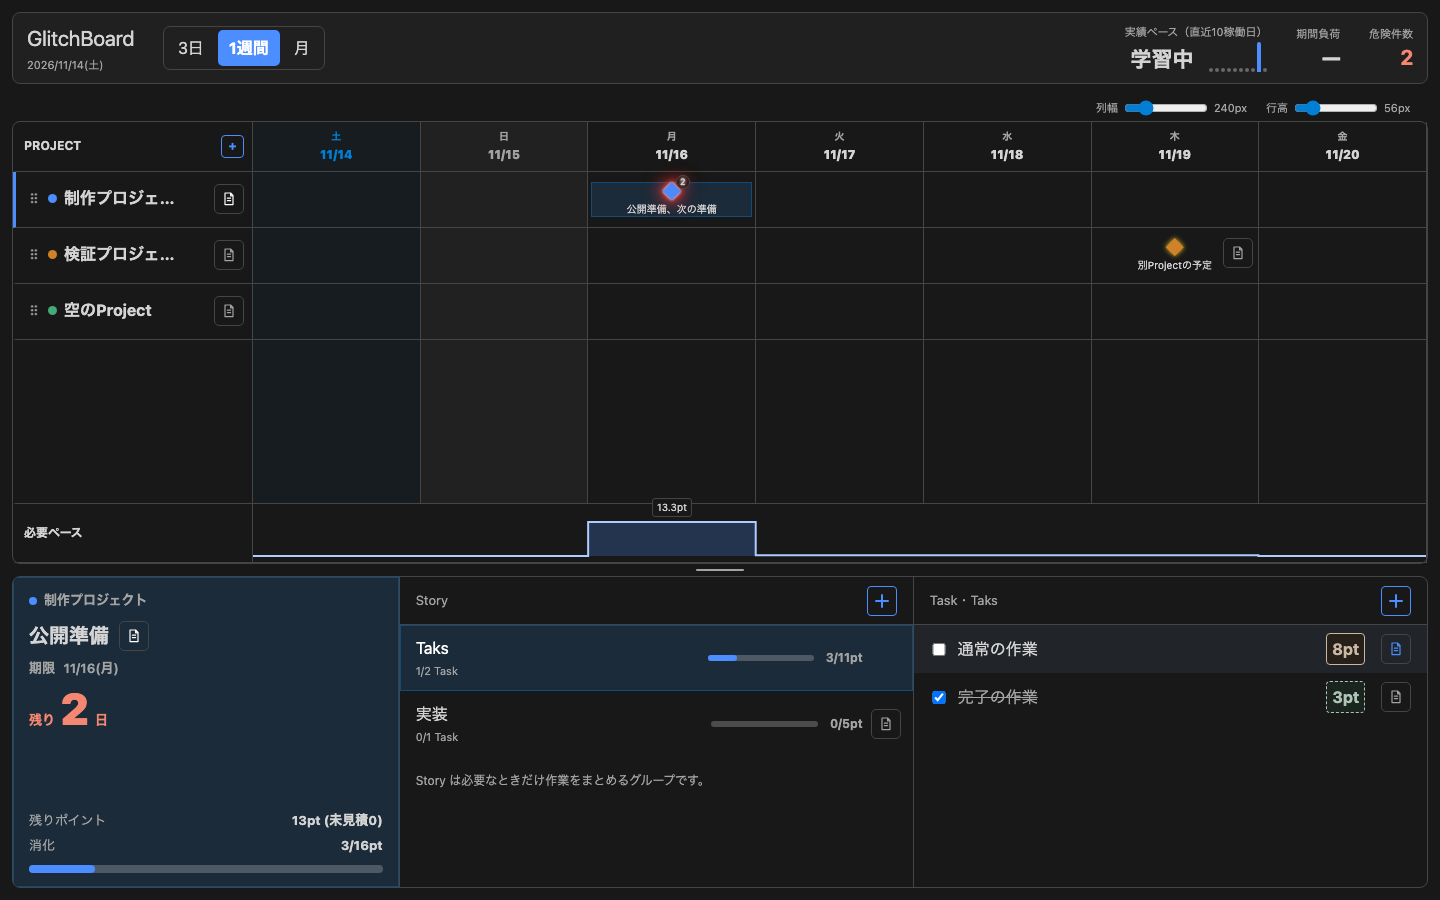 GlitchBoard
2026/11/14(土)
3日
1週間
月
実績ペース（直近10稼働日）
学習中
期間負荷
—
危険件数
2
列幅
240px
行高
56px
PROJECT
+
土
11/14
日
11/15
月
11/16
火
11/17
水
11/18
木
11/19
金
11/20
制作プロジェ...
2
公開準備、次の準備
検証プロジェ...
別Projectの予定
空のProject
必要ペース
13.3pt
制作プロジェクト
公開準備
期限 11/16(月)
残り 2 日
残りポイント
13pt (未見積0)
消化
3/16pt
Story
+
Taks
1/2 Task
3/11pt
実装
0/1 Task
0/5pt
Story は必要なときだけ作業をまとめるグループです。
Task・Taks
+
通常の作業
8pt
完了の作業
3pt